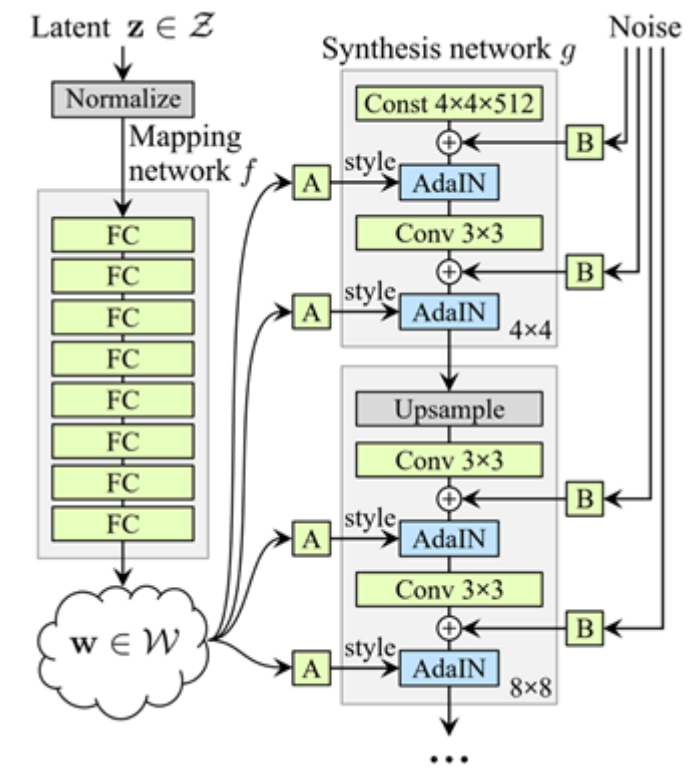 Latent z ∈ 𝒵
Normalize
Mapping
network f
FC
FC
FC
FC
FC
FC
FC
FC
w ∈ 𝒲
Synthesis network g
Noise
Const 4×4×512
B
A
style
AdaIN
Conv 3×3
B
A
style
AdaIN
4×4
Upsample
Conv 3×3
B
A
style
AdaIN
Conv 3×3
B
A
style
AdaIN
8×8
...